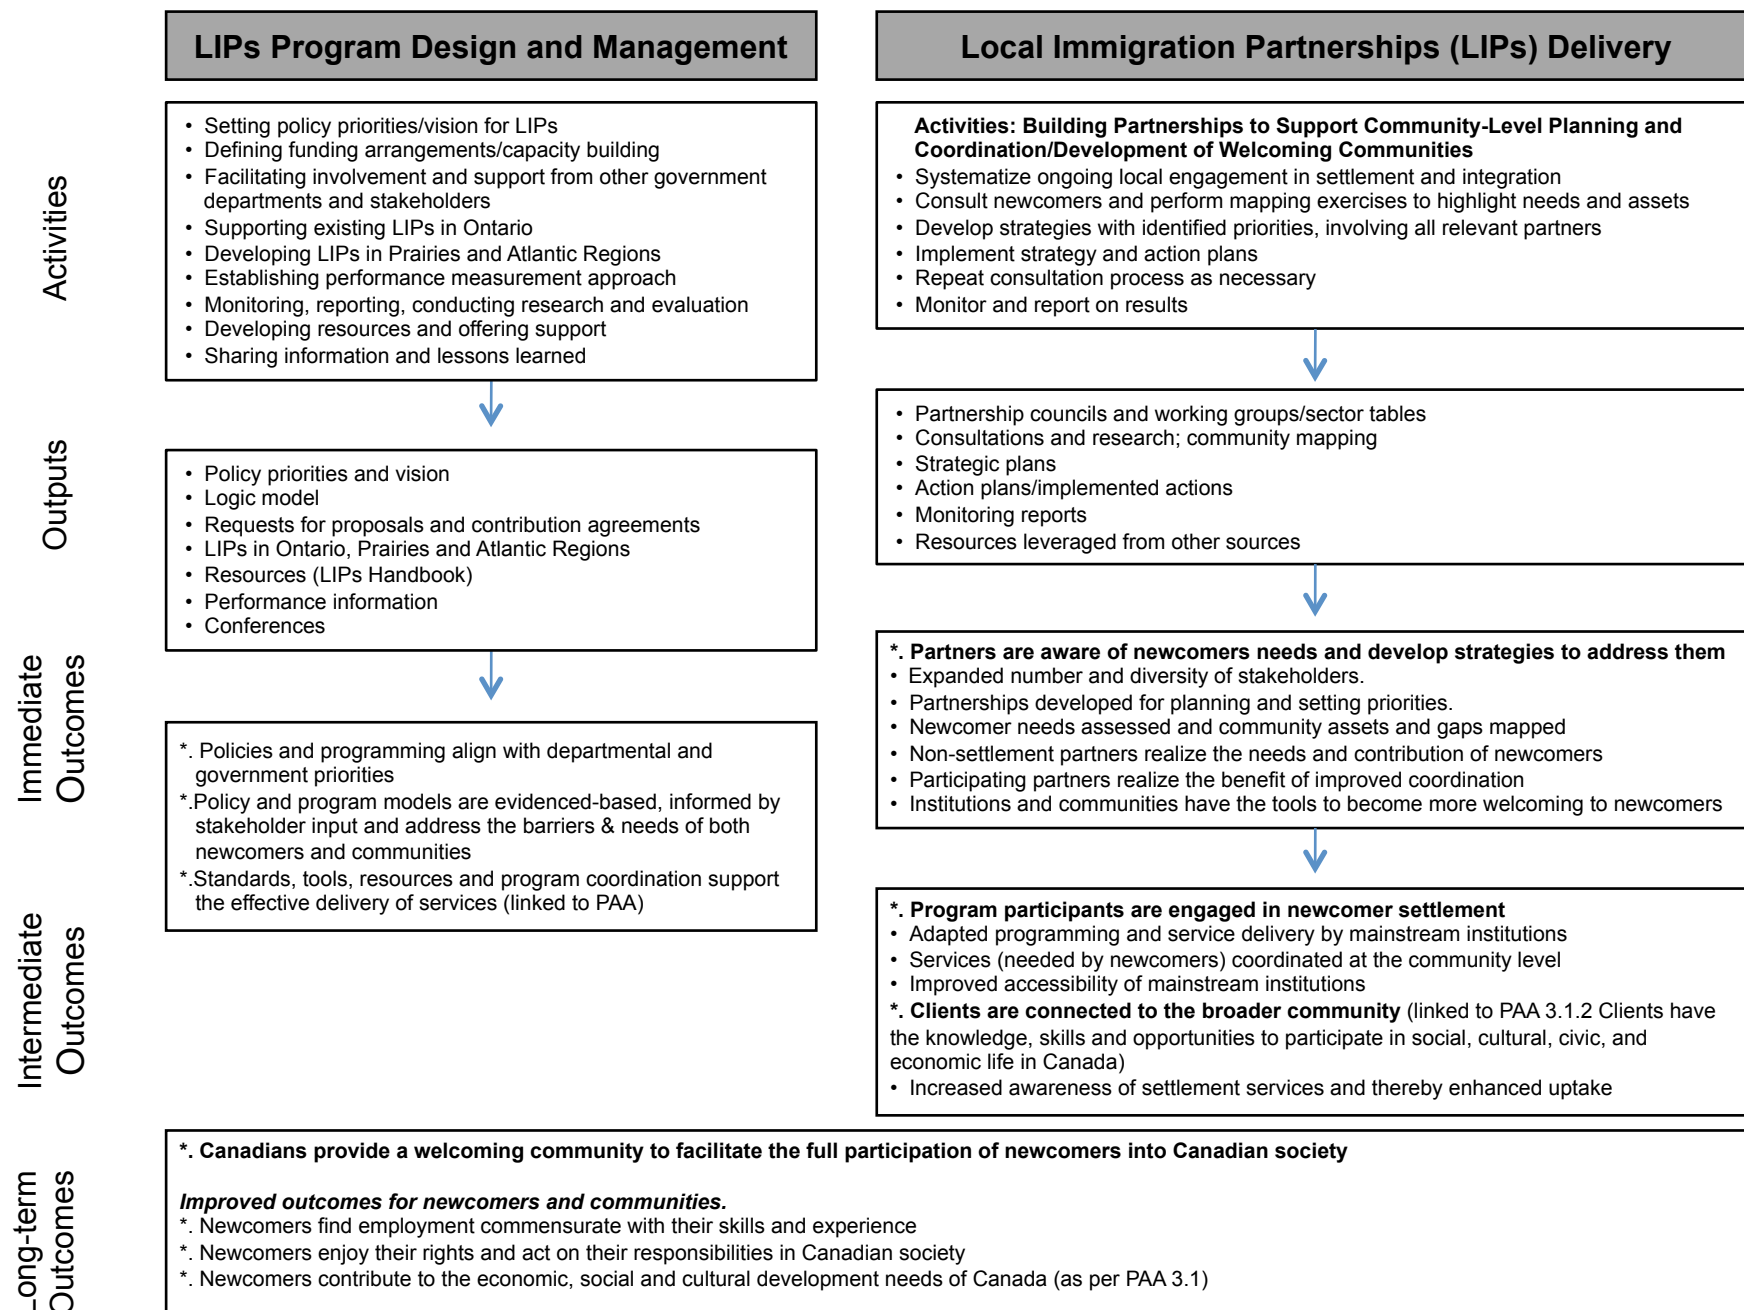 LIPs Program Design and Management
Local Immigration Partnerships (LIPs) Delivery
Activities
• Setting policy priorities/vision for LIPs
• Defining funding arrangements/capacity building
• Facilitating involvement and support from other government
departments and stakeholders
• Supporting existing LIPs in Ontario
• Developing LIPs in Prairies and Atlantic Regions
• Establishing performance measurement approach
• Monitoring, reporting, conducting research and evaluation
• Developing resources and offering support
• Sharing information and lessons learned
Activities: Building Partnerships to Support Community-Level Planning and
Coordination/Development of Welcoming Communities
• Systematize ongoing local engagement in settlement and integration
• Consult newcomers and perform mapping exercises to highlight needs and assets
• Develop strategies with identified priorities, involving all relevant partners
• Implement strategy and action plans
• Repeat consultation process as necessary
• Monitor and report on results
Outputs
• Policy priorities and vision
• Logic model
• Requests for proposals and contribution agreements
• LIPs in Ontario, Prairies and Atlantic Regions
• Resources (LIPs Handbook)
• Performance information
• Conferences
• Partnership councils and working groups/sector tables
• Consultations and research; community mapping
• Strategic plans
• Action plans/implemented actions
• Monitoring reports
• Resources leveraged from other sources
Immediate
Outcomes
*. Policies and programming align with departmental and
government priorities
*.Policy and program models are evidenced-based, informed by
stakeholder input and address the barriers & needs of both
newcomers and communities
*.Standards, tools, resources and program coordination support
the effective delivery of services (linked to PAA)
*. Partners are aware of newcomers needs and develop strategies to address them
• Expanded number and diversity of stakeholders.
• Partnerships developed for planning and setting priorities.
• Newcomer needs assessed and community assets and gaps mapped
• Non-settlement partners realize the needs and contribution of newcomers
• Participating partners realize the benefit of improved coordination
• Institutions and communities have the tools to become more welcoming to newcomers
Intermediate
Outcomes
*. Program participants are engaged in newcomer settlement
• Adapted programming and service delivery by mainstream institutions
• Services (needed by newcomers) coordinated at the community level
• Improved accessibility of mainstream institutions
*. Clients are connected to the broader community (linked to PAA 3.1.2 Clients have
the knowledge, skills and opportunities to participate in social, cultural, civic, and
economic life in Canada)
• Increased awareness of settlement services and thereby enhanced uptake
Long-term
Outcomes
*. Canadians provide a welcoming community to facilitate the full participation of newcomers into Canadian society
Improved outcomes for newcomers and communities.
*. Newcomers find employment commensurate with their skills and experience
*. Newcomers enjoy their rights and act on their responsibilities in Canadian society
*. Newcomers contribute to the economic, social and cultural development needs of Canada (as per PAA 3.1)